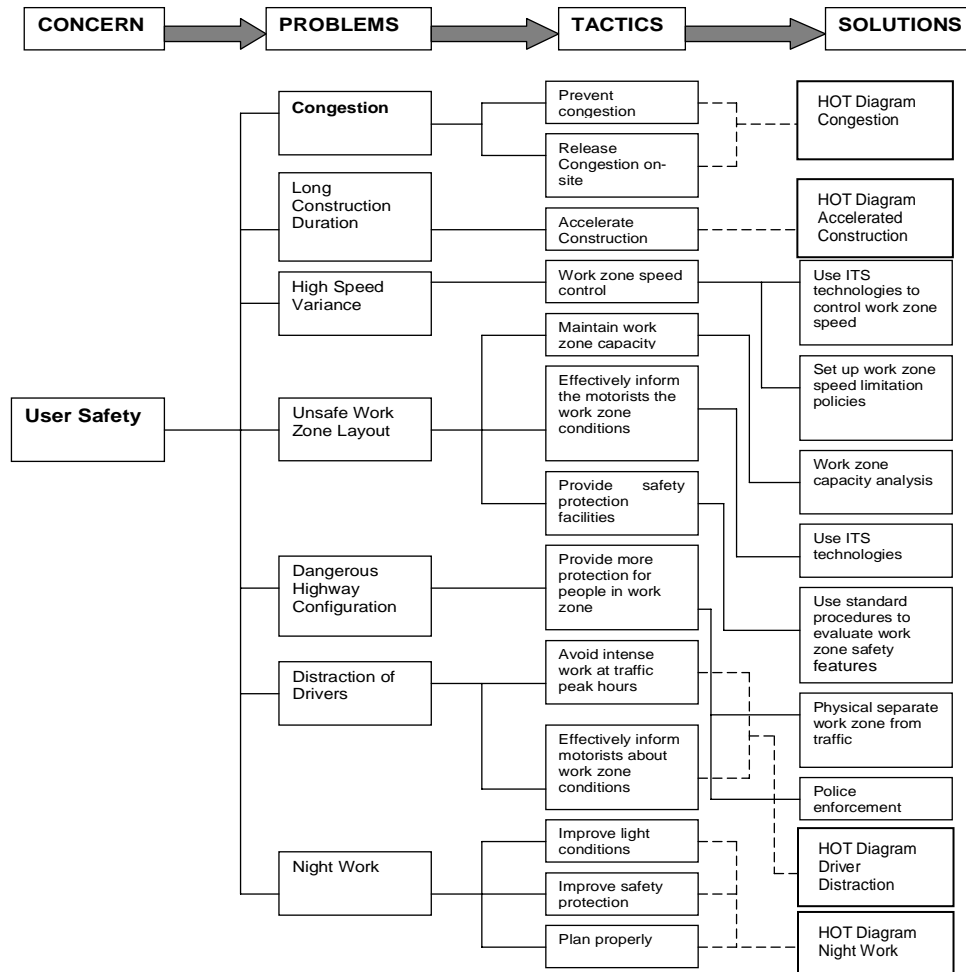 CONCERN
PROBLEMS
TACTICS
SOLUTIONS
User Safety
Congestion
Long
Construction
Duration
High Speed
Variance
Unsafe Work
Zone Layout
Dangerous
Highway
Configuration
Distraction of
Drivers
Night Work
Prevent
congestion
Release
Congestion on-
site
Accelerate
Construction
Work zone speed
control
Maintain work
zone capacity
Effectively inform
the motorists the
work zone
conditions
Provide safety
protection
facilities
Provide more
protection for
people in work
zone
Avoid intense
work at traffic
peak hours
Effectively inform
motorists about
work zone
conditions
Improve light
conditions
Improve safety
protection
Plan properly
HOT Diagram
Congestion
HOT Diagram
Accelerated
Construction
Use ITS
technologies to
control work zone
speed
Set up work zone
speed limitation
policies
Work zone
capacity analysis
Use ITS
technologies
Use standard
procedures to
evaluate work
zone safety
features
Physical separate
work zone from
traffic
Police
enforcement
HOT Diagram
Driver
Distraction
HOT Diagram
Night Work